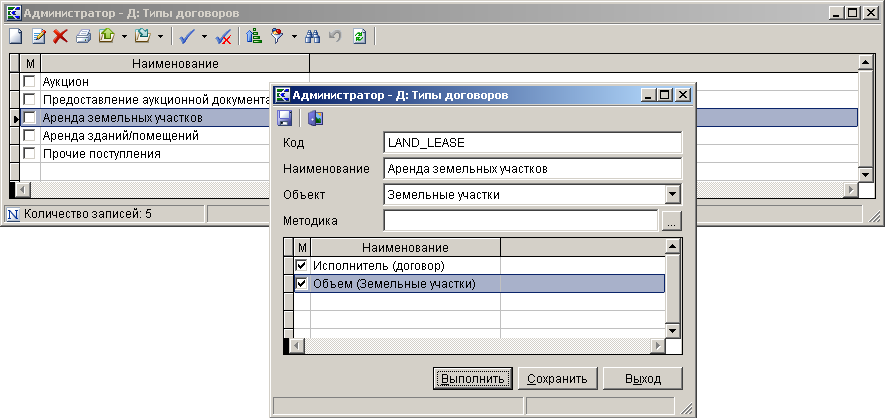 Администратор - Д: Типы договоров
М Наименование
Аукцион
Предоставление аукционной документа
Аренда земельных участков
Аренда зданий/помещений
Прочие поступления
N Количество записей: 5
Администратор - Д: Типы договоров
Код LAND_LEASE
Наименование Аренда земельных участков
Объект Земельные участки
Методика ...
М Наименование
Исполнитель (договор)
Объем (Земельные участки)
Выполнить Сохранить Выход